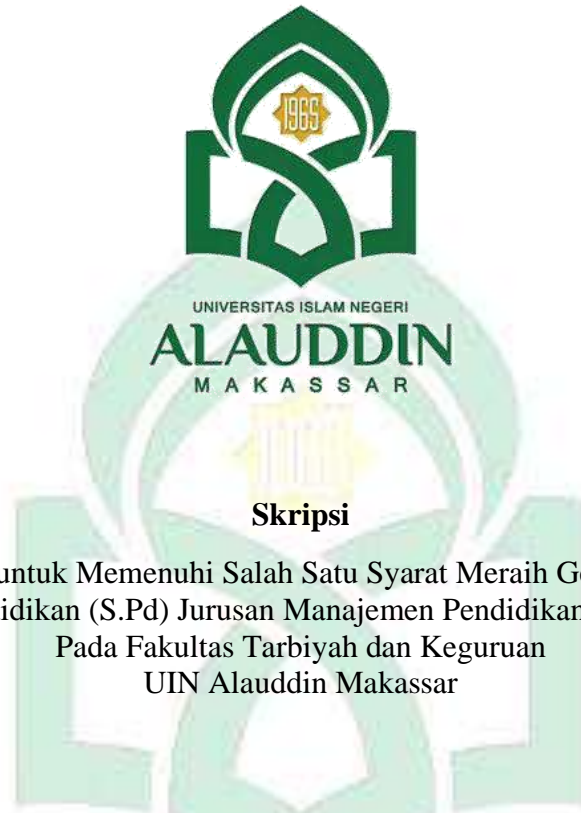 1965
UNIVERSITAS ISLAM NEGERI
ALAUDDIN
MAKASSAR
Skripsi
untuk Memenuhi Salah Satu Syarat Meraih G
idikan (S.Pd) Jurusan Manajemen Pendidikan
Pada Fakultas Tarbiyah dan Keguruan
UIN Alauddin Makassar